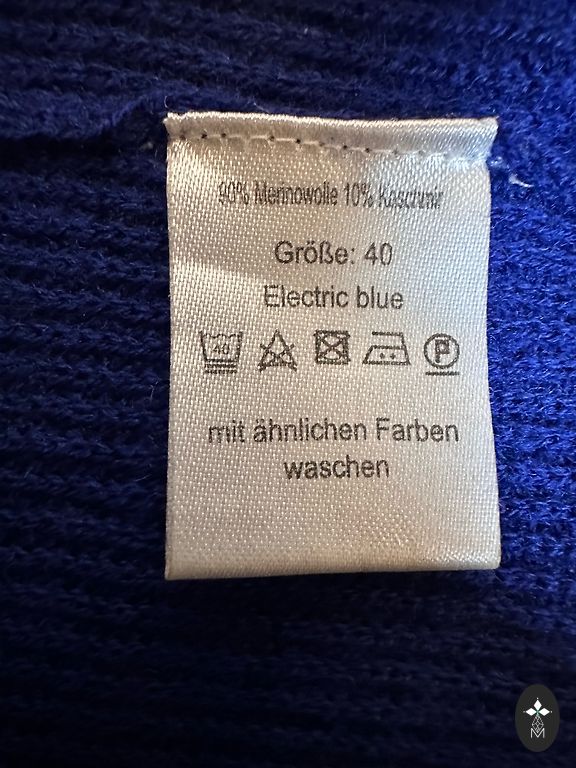 90% Merinowolle 10% Kaschmir
Größe: 40
Electric blue
40 P
mit ähnlichen Farben
waschen
M